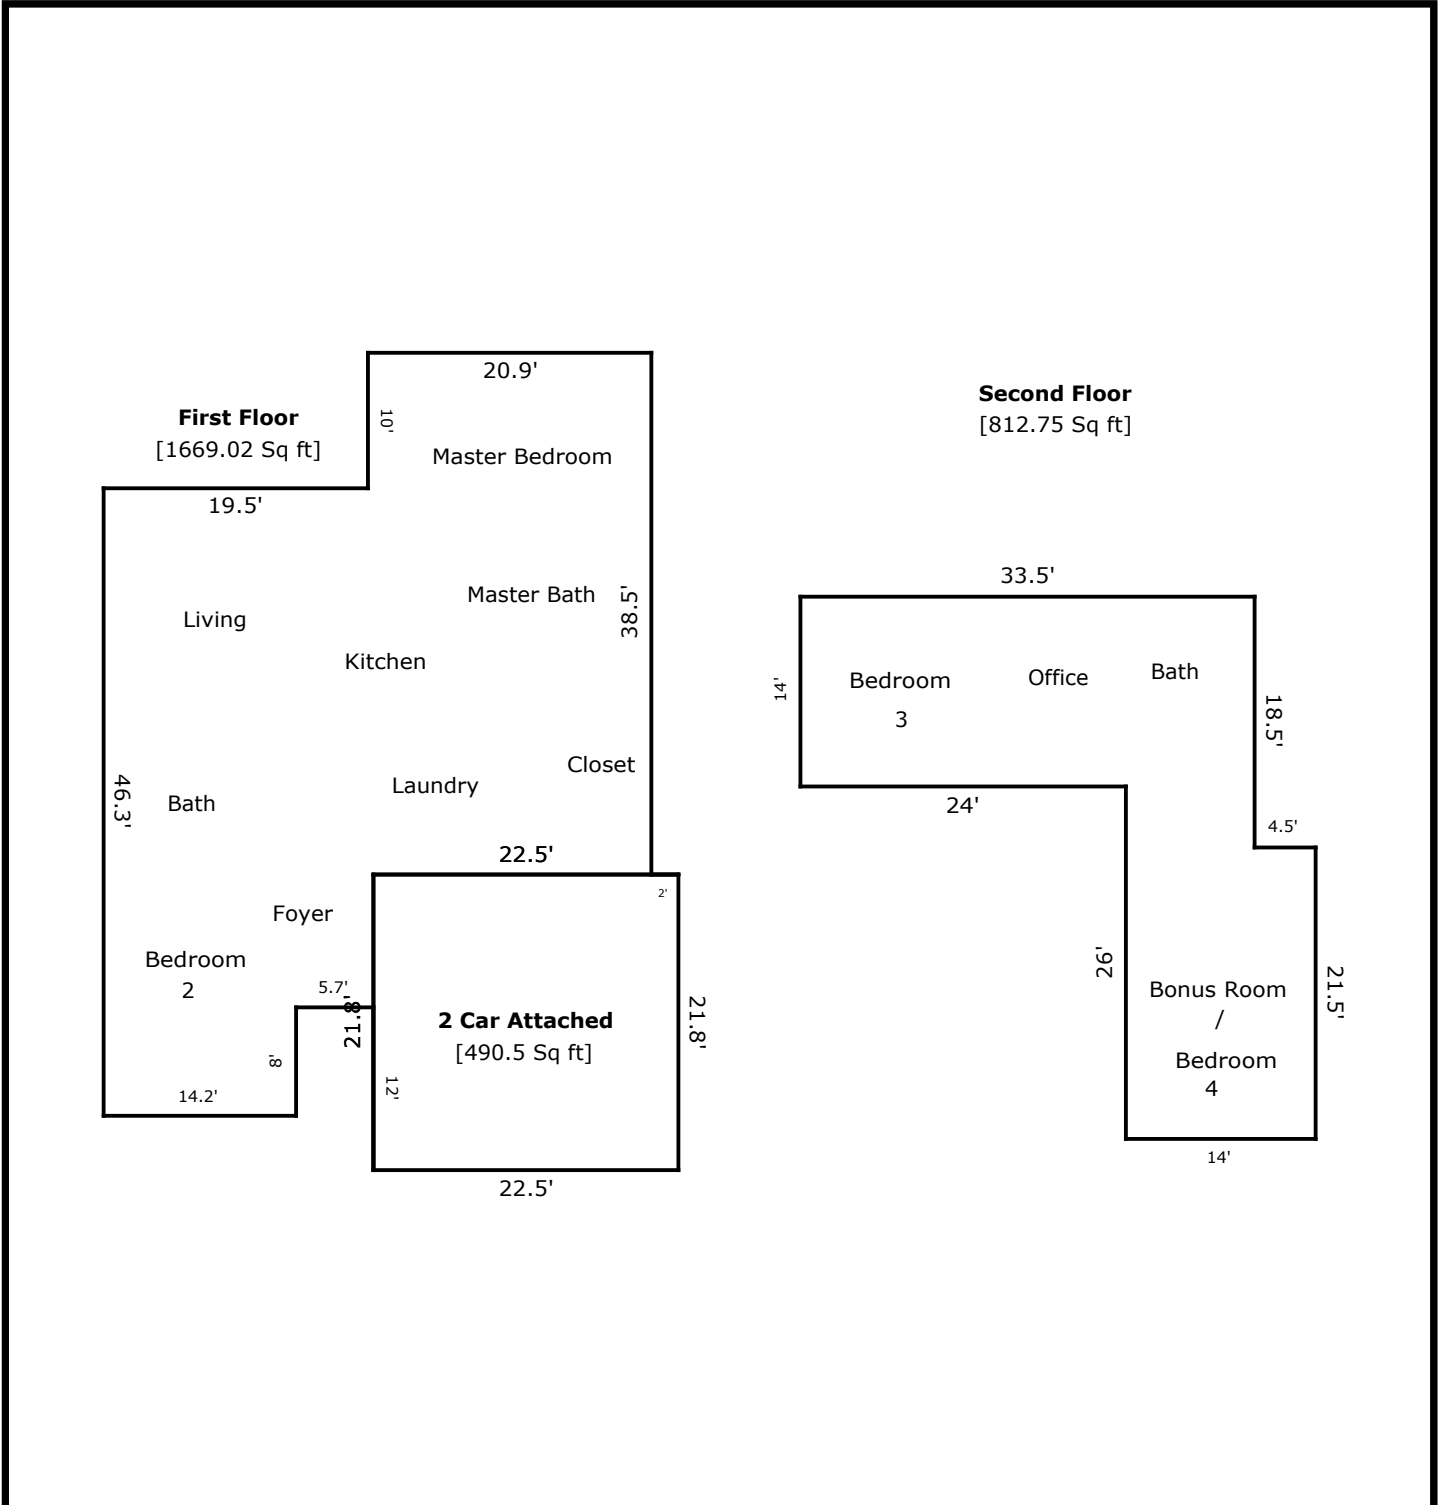 20.9'
First Floor
[1669.02 Sq ft]
10'
Master Bedroom
19.5'
Living
Master Bath
38.5'
Kitchen
Closet
Laundry
46.3'
Bath
22.5'
2'
Foyer
Bedroom
2
5.7'
21.8'
2 Car Attached
[490.5 Sq ft]
21.8'
8'
12'
14.2'
22.5'
Second Floor
[812.75 Sq ft]
33.5'
14'
Bedroom
3
Office
Bath
18.5'
24'
4.5'
26'
Bonus Room
/
Bedroom
4
21.5'
14'